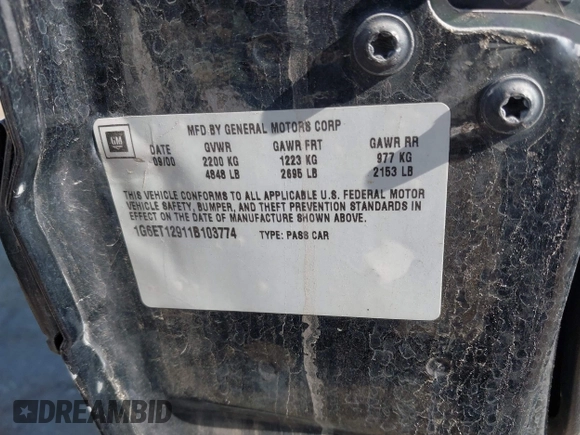 MFD BY GENERAL MOTORS CORP
GM
DATE GVWR GAWR FRT GAWR RR
09/00 2200 KG 1223 KG 977 KG
4848 LB 2695 LB 2153 LB
THIS VEHICLE CONFORMS TO ALL APPLICABLE U.S. FEDERAL MOTOR
VEHICLE SAFETY, BUMPER, AND THEFT PREVENTION STANDARDS IN
EFFECT ON THE DATE OF MANUFACTURE SHOWN ABOVE.
1G6ET12911B103774 TYPE: PASS CAR
DREAMBID